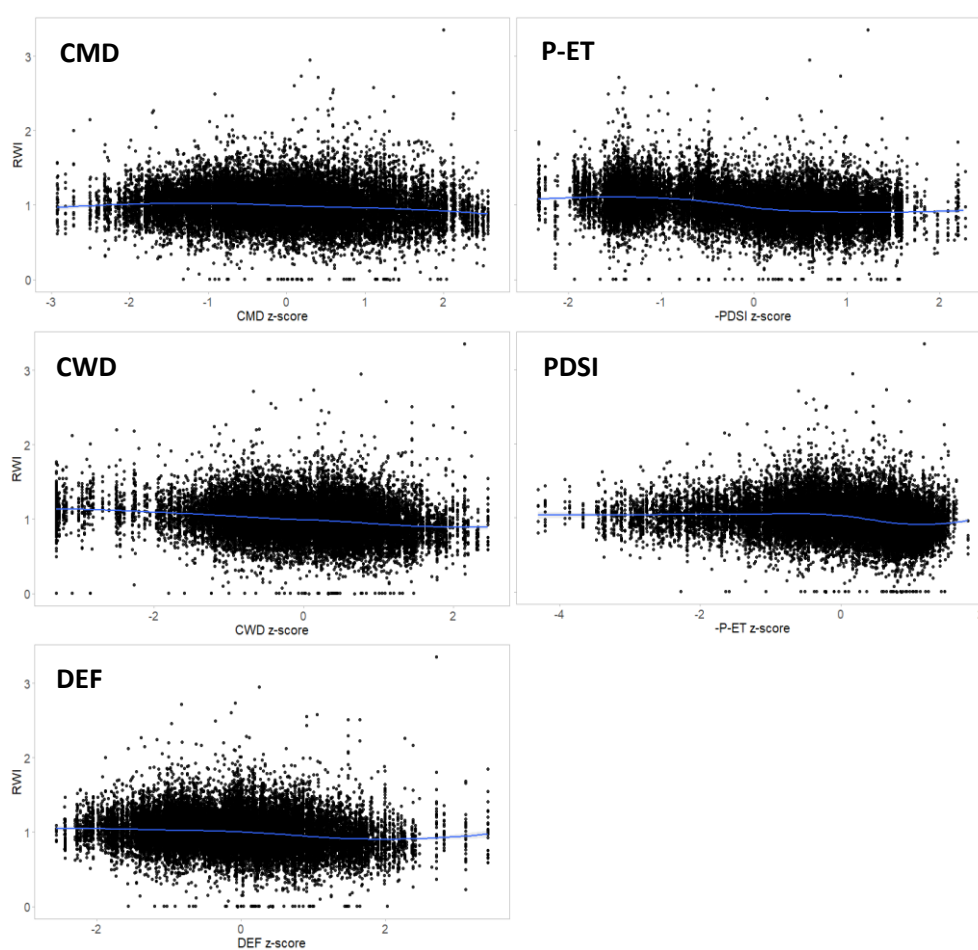 CMD
RWI
3
2
1
0
-3 -2 -1 0 1 2
CMD z-score
P-ET
-2 -1 0 1 2
-PDSI z-score
CWD
RWI
3
2
1
0
-2 0 2
CWD z-score
PDSI
-4 -2 0
-P-ET z-score
DEF
RWI
3
2
1
0
-2 0 2
DEF z-score